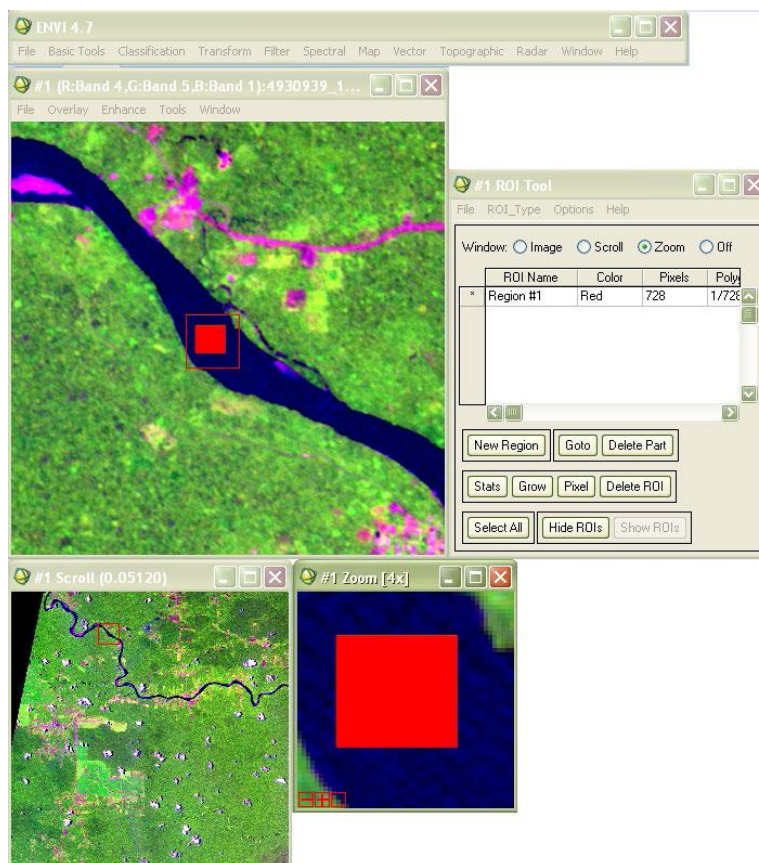 ENVI 4.7
File Basic Tools Classification Transform Filter Spectral Map Vector Topographic Radar Window Help
#1 (R:Band 4,G:Band 5,B:Band 1):4930939_1...
File Overlay Enhance Tools Window
#1 ROI Tool
File ROI_Type Options Help
Window: Image Scroll Zoom Off
ROI Name Color Pixels Polyg
* Region #1 Red 728 1/728
New Region Goto Delete Part
Stats Grow Pixel Delete ROI
Select All Hide ROIs Show ROIs
#1 Scroll (0.05120)
#1 Zoom [4x]